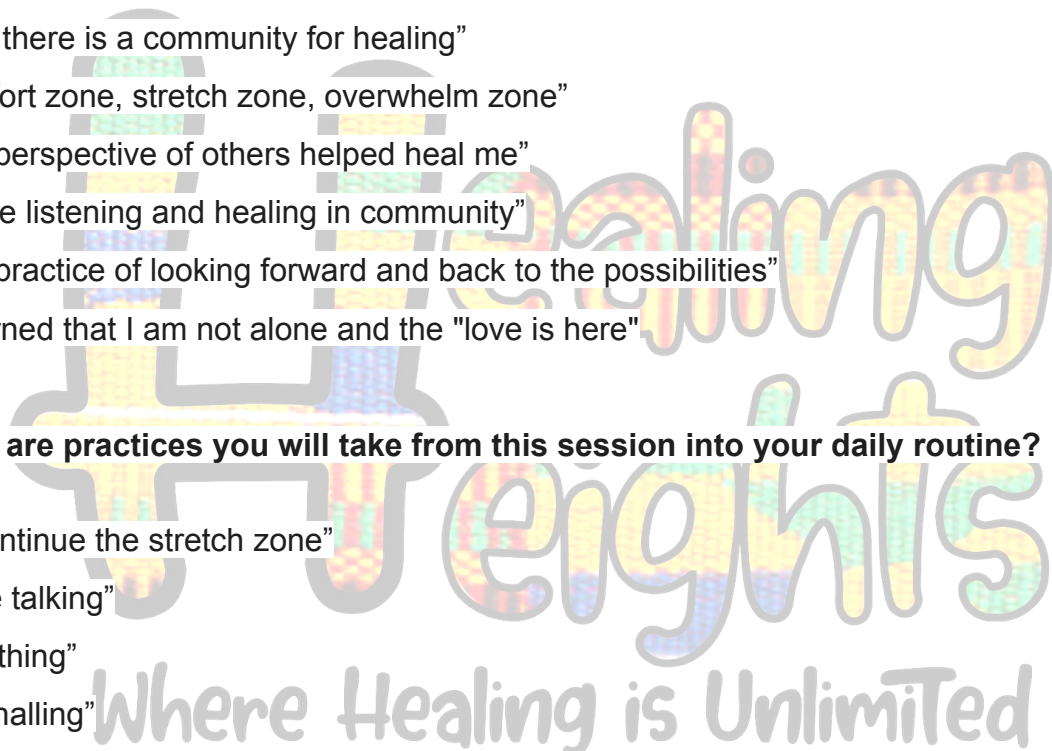 there is a community for healing”
ort zone, stretch zone, overwhelm zone”
perspective of others helped heal me”
e listening and healing in community”
practice of looking forward and back to the possibilities”
ned that I am not alone and the "love is here"
are practices you will take from this session into your daily routine?
ntinue the stretch zone”
talking”
thing”
nalling”
Healing
Heights
Where Healing is Unlimited